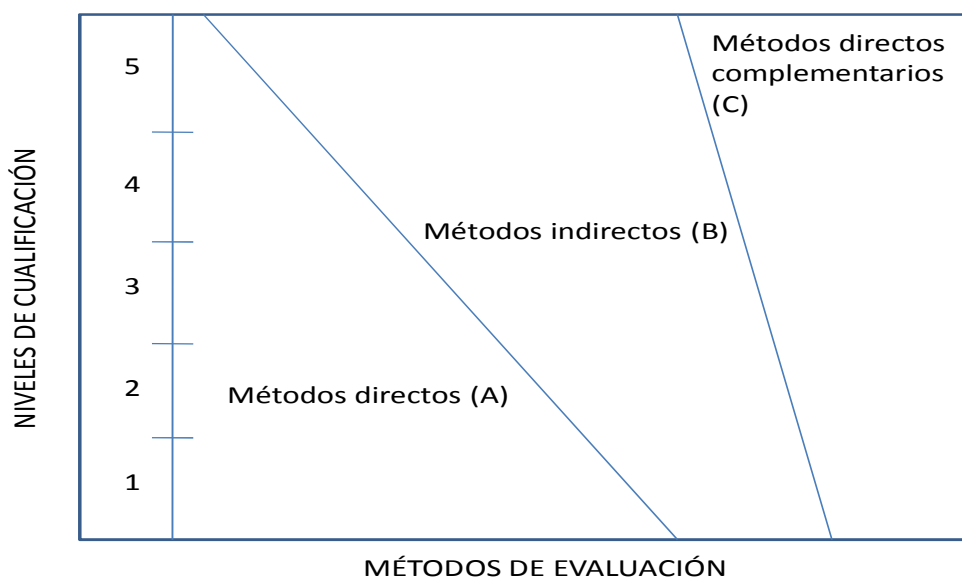 Métodos directos
complementarios
(C)
5
4
Métodos indirectos (B)
3
Métodos directos (A)
2
1
NIVELES DE CUALIFICACIÓN
MÉTODOS DE EVALUACIÓN